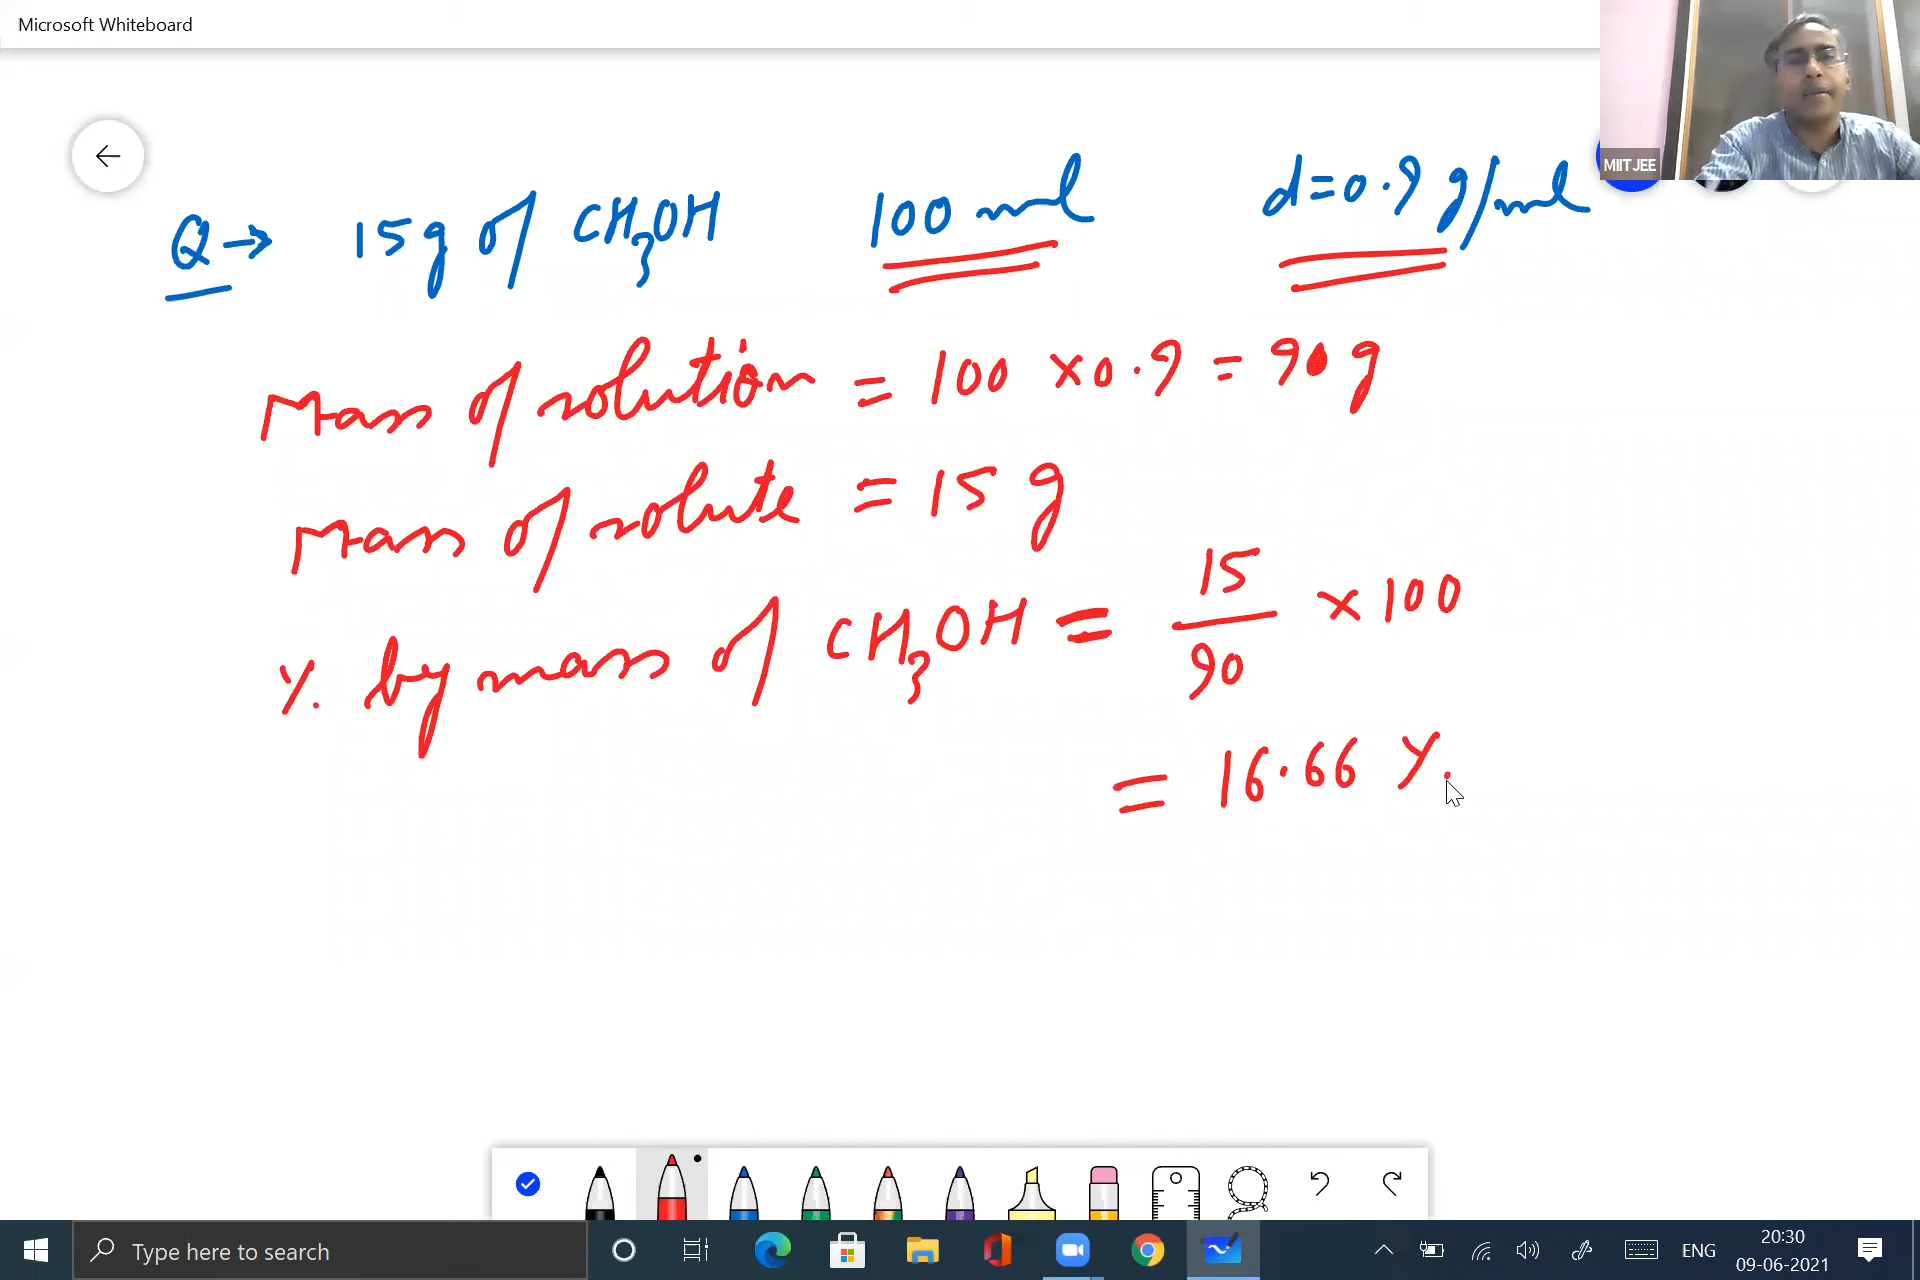 Microsoft Whiteboard
MIIT JEE
Q → 15g of CH₃OH 100 ml d=0.9 g/ml
Mass of solution = 100 ×0.9 = 90 g
Mass of solute = 15 g
% by mass of CH₃OH = 15/90 × 100
= 16.66 %
Type here to search
ENG
20:30
09-06-2021